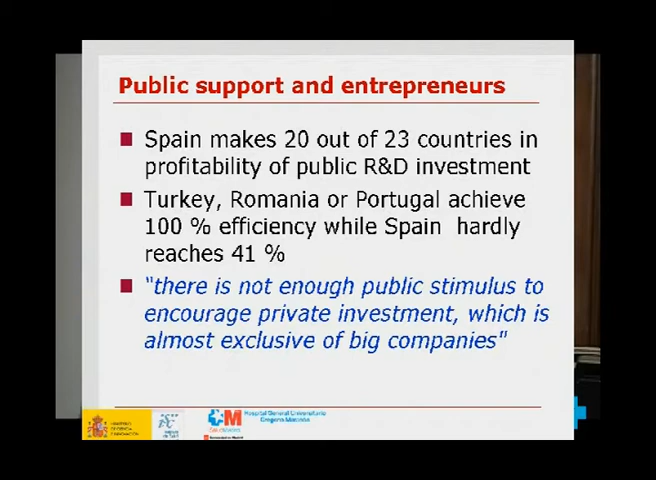 Public support and entrepreneurs
Spain makes 20 out of 23 countries in
profitability of public R&D investment
Turkey, Romania or Portugal achieve
100 % efficiency while Spain  hardly
reaches 41 %
"there is not enough public stimulus to
encourage private investment, which is
almost exclusive of big companies"
Hospital General Universitario
Gregorio Marañón